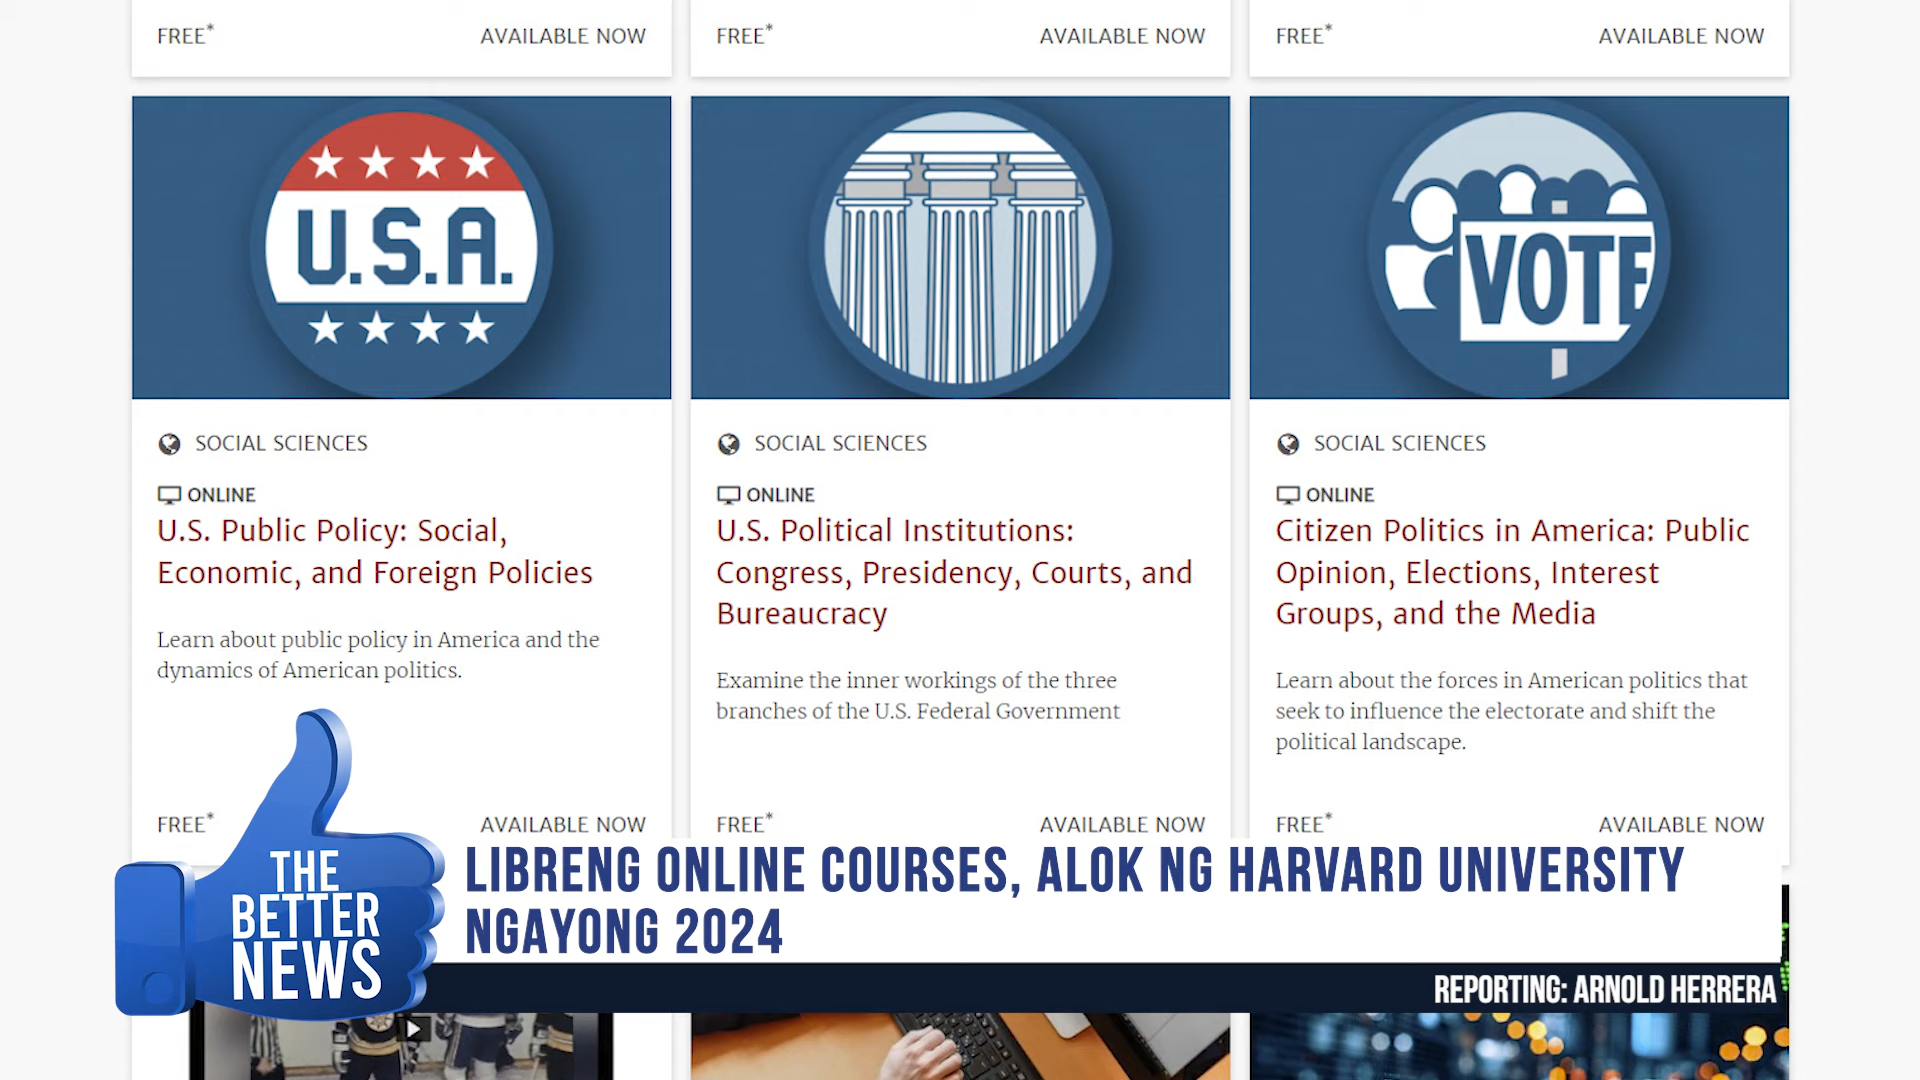 FREE* AVAILABLE NOW
FREE* AVAILABLE NOW
FREE* AVAILABLE NOW
U.S.A.
SOCIAL SCIENCES
ONLINE
U.S. Public Policy: Social,
Economic, and Foreign Policies
Learn about public policy in America and the
dynamics of American politics.
FREE* AVAILABLE NOW
SOCIAL SCIENCES
ONLINE
U.S. Political Institutions:
Congress, Presidency, Courts, and
Bureaucracy
Examine the inner workings of the three
branches of the U.S. Federal Government
FREE* AVAILABLE NOW
VOTE
SOCIAL SCIENCES
ONLINE
Citizen Politics in America: Public
Opinion, Elections, Interest
Groups, and the Media
Learn about the forces in American politics that
seek to influence the electorate and shift the
political landscape.
FREE* AVAILABLE NOW
THE
BETTER
NEWS
LIBRENG ONLINE COURSES, ALOK NG HARVARD UNIVERSITY
NGAYONG 2024
REPORTING: ARNOLD HERRERA